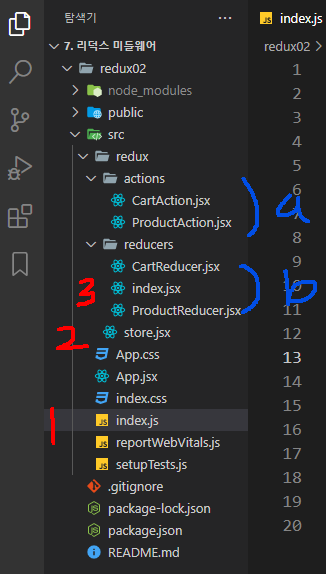 탐색기
index.js
7. 리덕스 미들웨어
redux02
redux02
node_modules
1
public
2
src
3
redux
4
actions
5
CartAction.jsx
6
ProductAction.jsx
a
7
reducers
8
CartReducer.jsx
9
3
index.jsx
b
10
ProductReducer.jsx
11
2
store.jsx
12
App.css
13
App.jsx
14
index.css
15
1
JS index.js
16
JS reportWebVitals.js
17
JS setupTests.js
18
.gitignore
19
package-lock.json
20
package.json
README.md